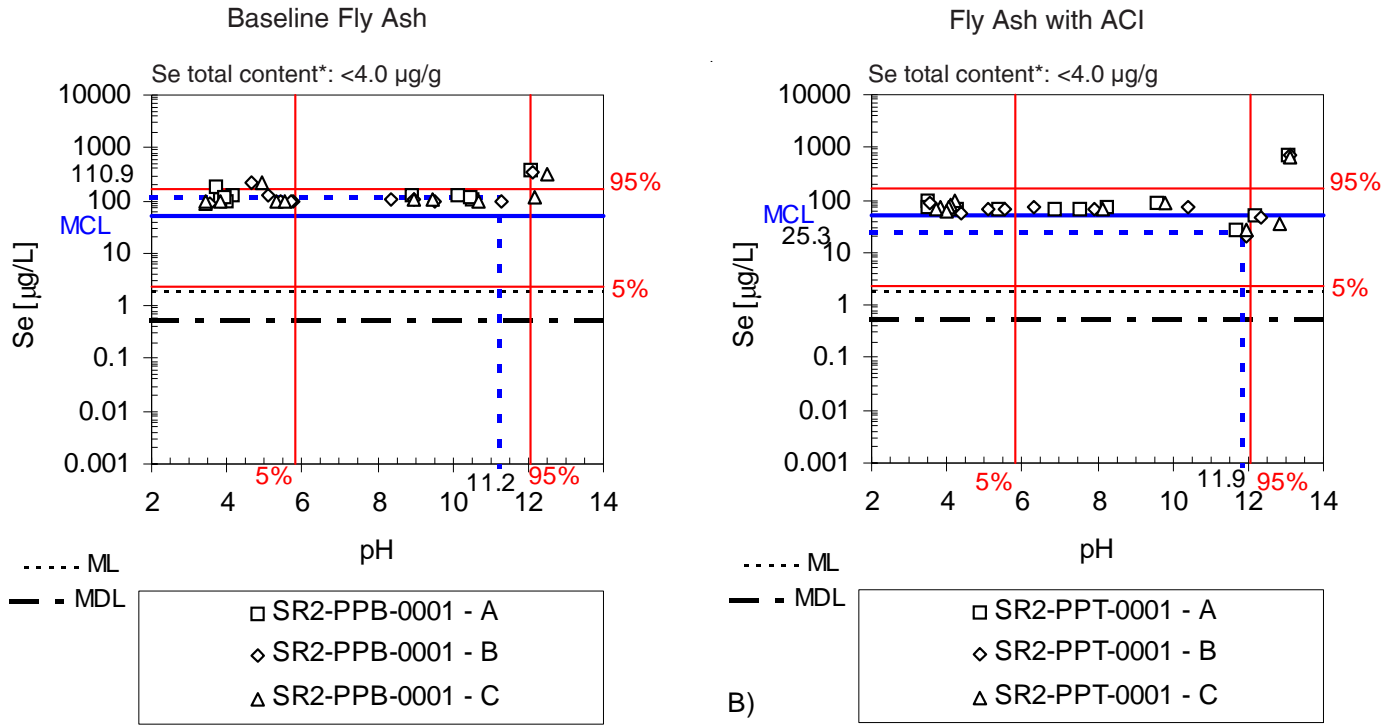 Baseline Fly Ash
Se total content*: <4.0 µg/g
10000
1000
110.9
100
MCL
10
1
0.1
0.01
0.001
Se [µg/L]
95%
5%
5%
11.2
95%
2 4 6 8 10 12 14
pH
ML
MDL
SR2-PPB-0001 - A
SR2-PPB-0001 - B
SR2-PPB-0001 - C
Fly Ash with ACI
Se total content*: <4.0 µg/g
10000
1000
100
MCL
25.3
10
1
0.1
0.01
0.001
Se [µg/L]
95%
5%
5%
11.9
95%
2 4 6 8 10 12 14
pH
ML
MDL
SR2-PPT-0001 - A
SR2-PPT-0001 - B
SR2-PPT-0001 - C
B)